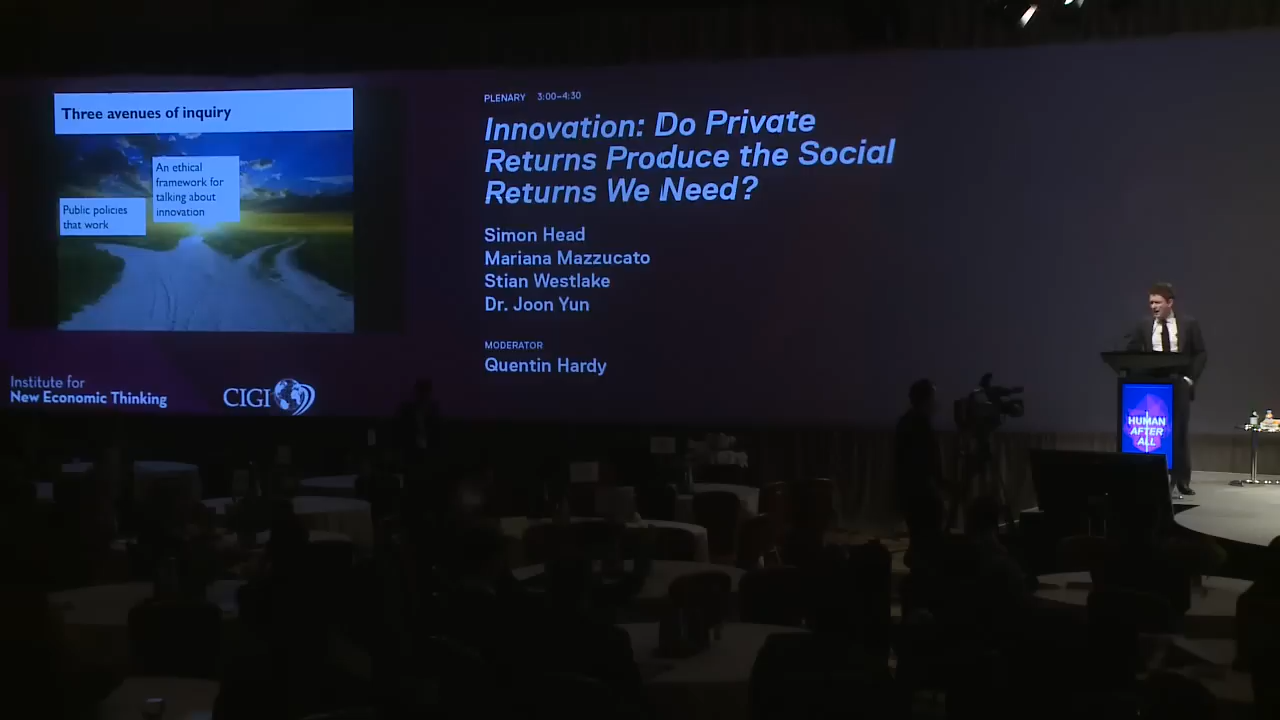 Three avenues of inquiry
An ethical
framework for
talking about
innovation
Public policies
that work
Institute for
New Economic Thinking
CIGI
PLENARY 3:00–4:30
Innovation: Do Private
Returns Produce the Social
Returns We Need?
Simon Head
Mariana Mazzucato
Stian Westlake
Dr. Joon Yun
MODERATOR
Quentin Hardy
HUMAN
AFTER
ALL